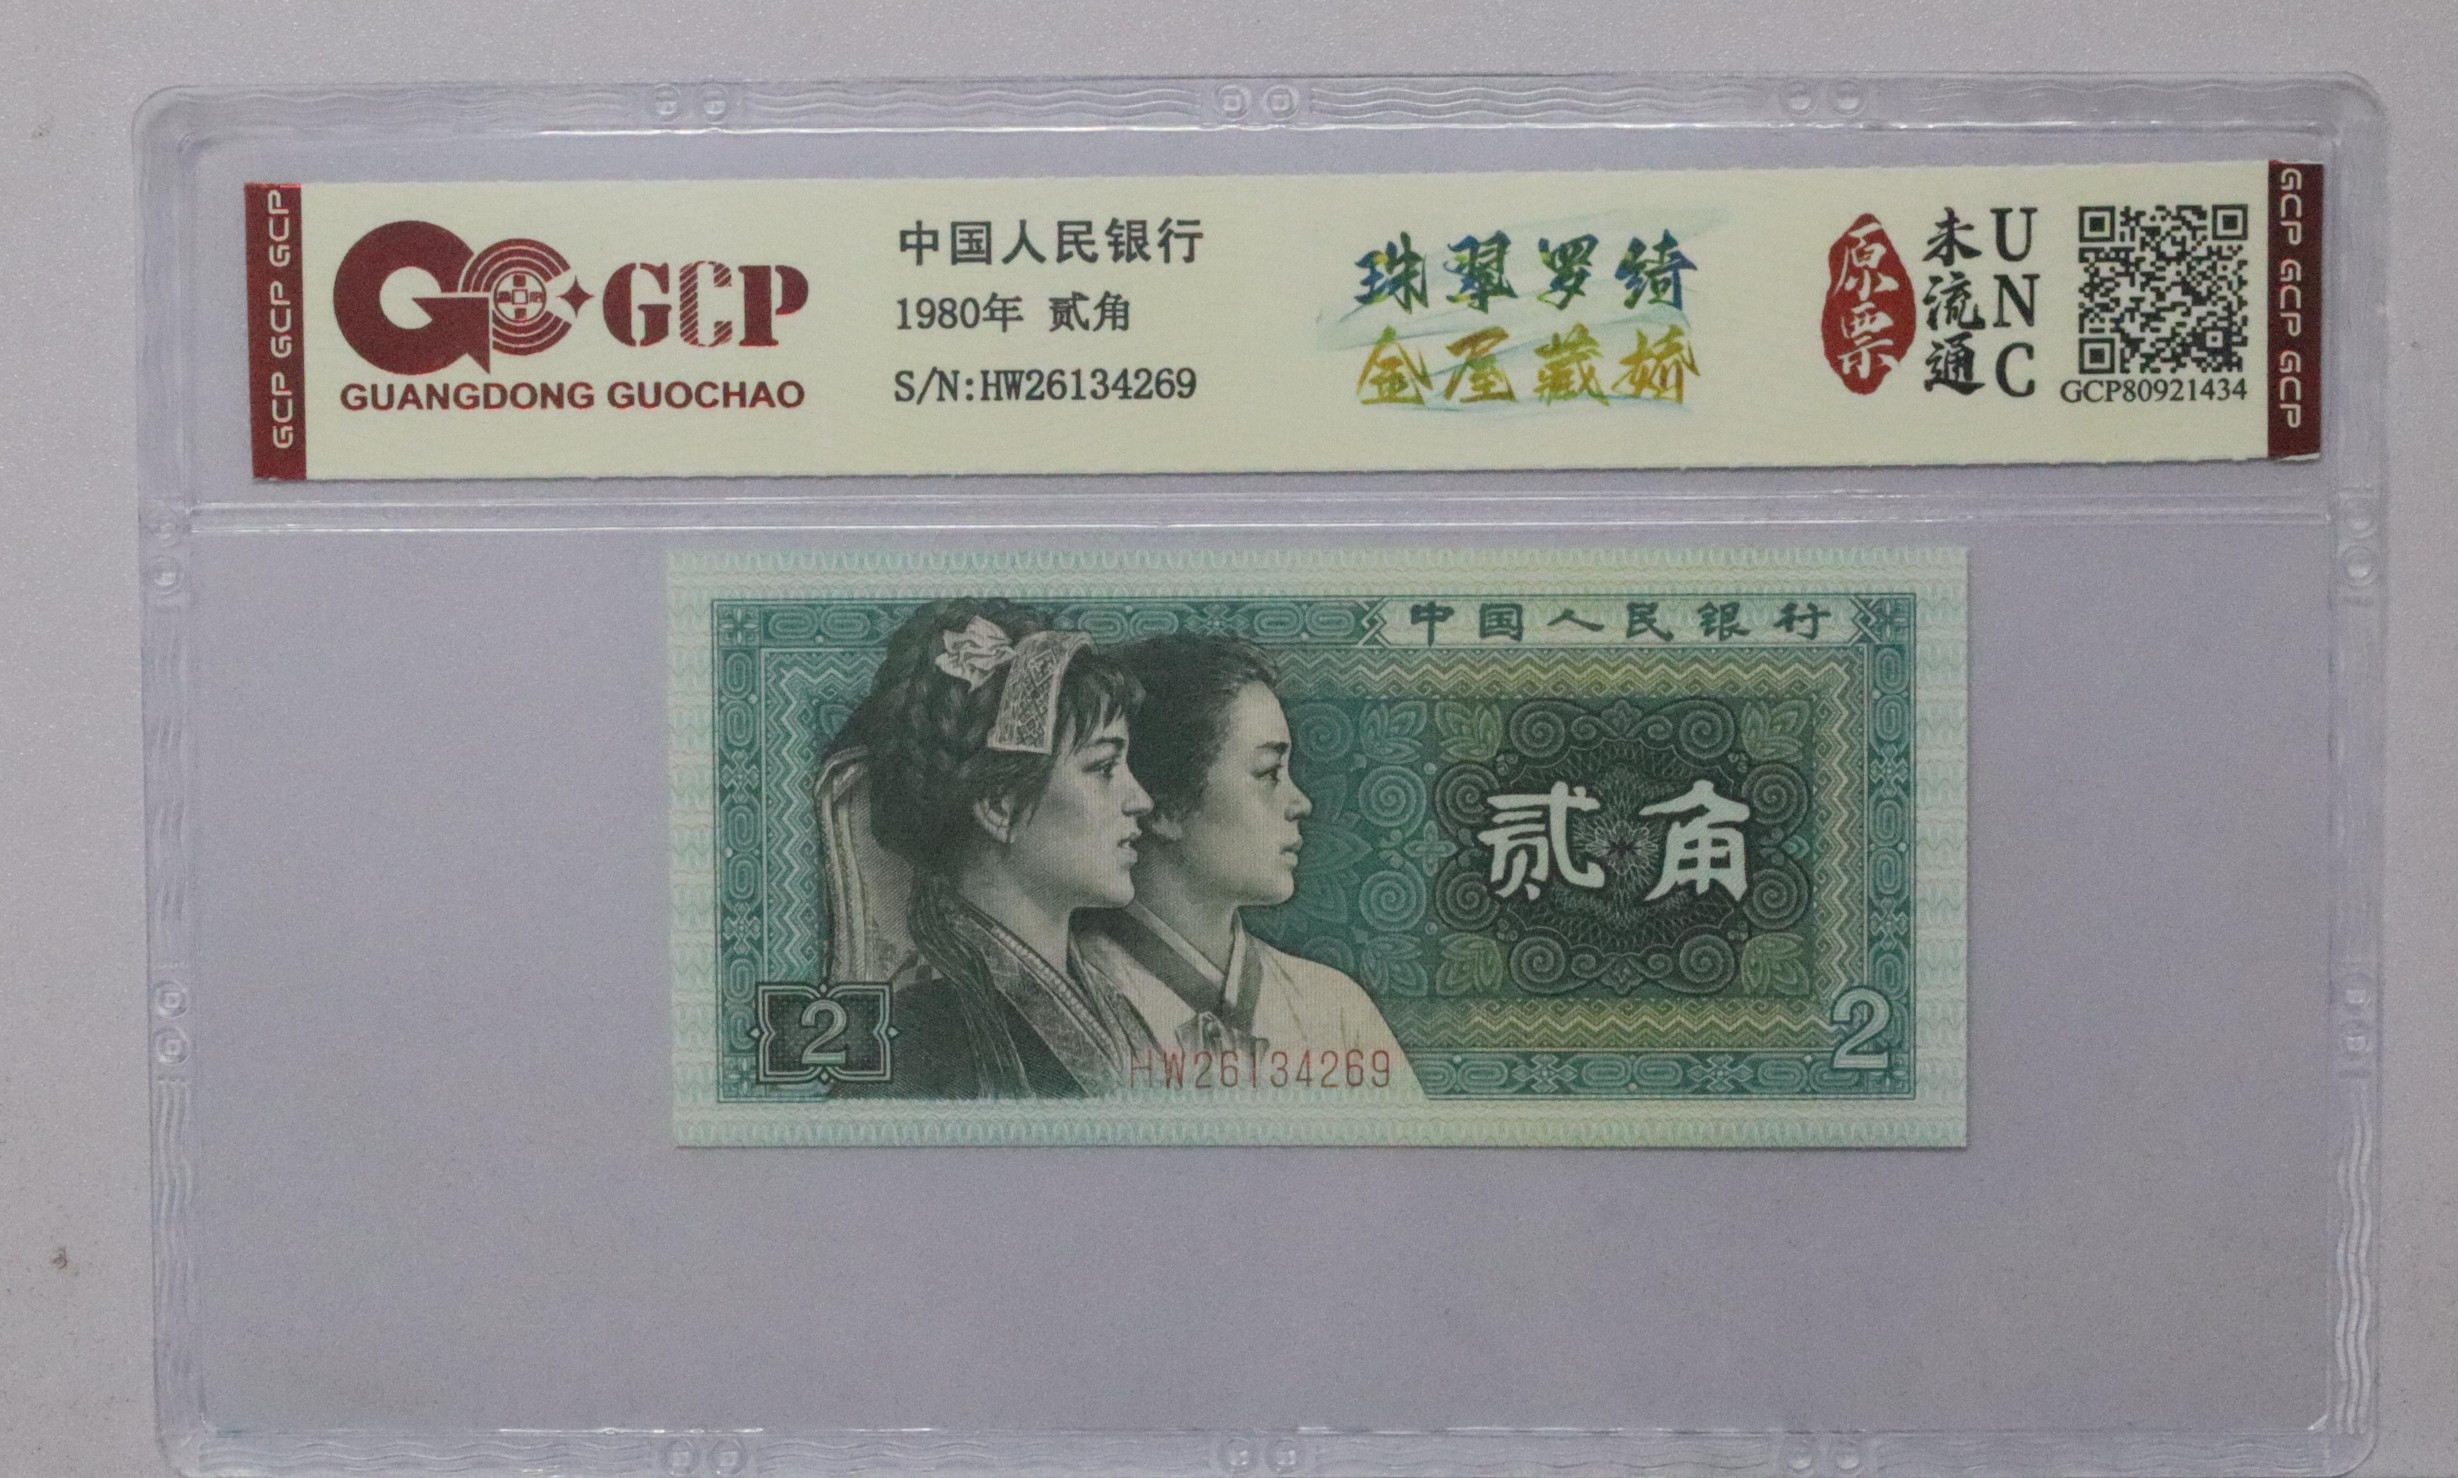 GCP GCP GCP
GCP
GUANGDONG GUOCHAO
中国人民银行
1980年 贰角
S/N:HW26134269
珠翠罗绮
金屋藏娇
原票
未流通
UNC
GCP80921434
GCP GCP GCP
中国人民银行
贰角
2
2
HW26134269